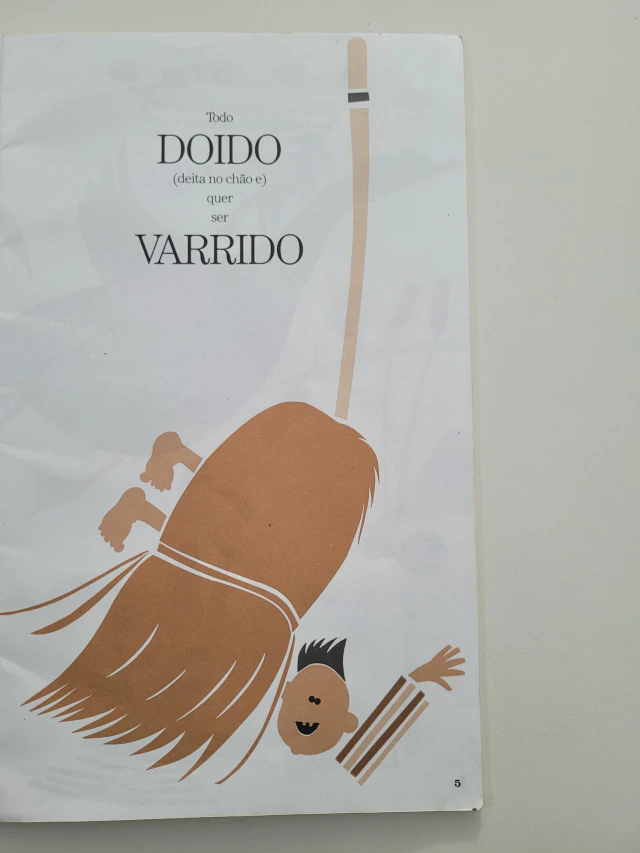 Todo
DOIDO
(deita no chão e)
quer
ser
VARRIDO
5